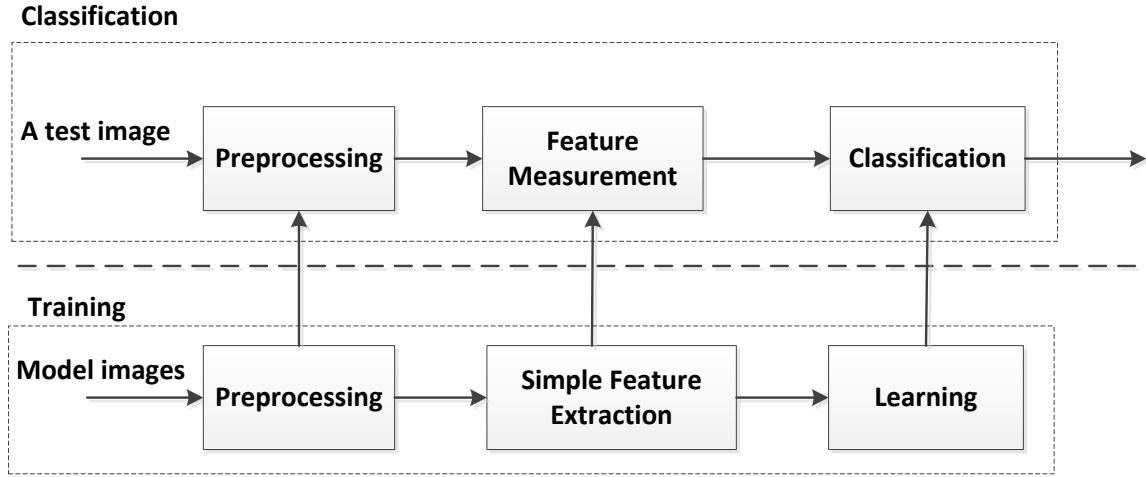 Classification
A test image
Preprocessing
Feature
Measurement
Classification
Training
Model images
Preprocessing
Simple Feature
Extraction
Learning